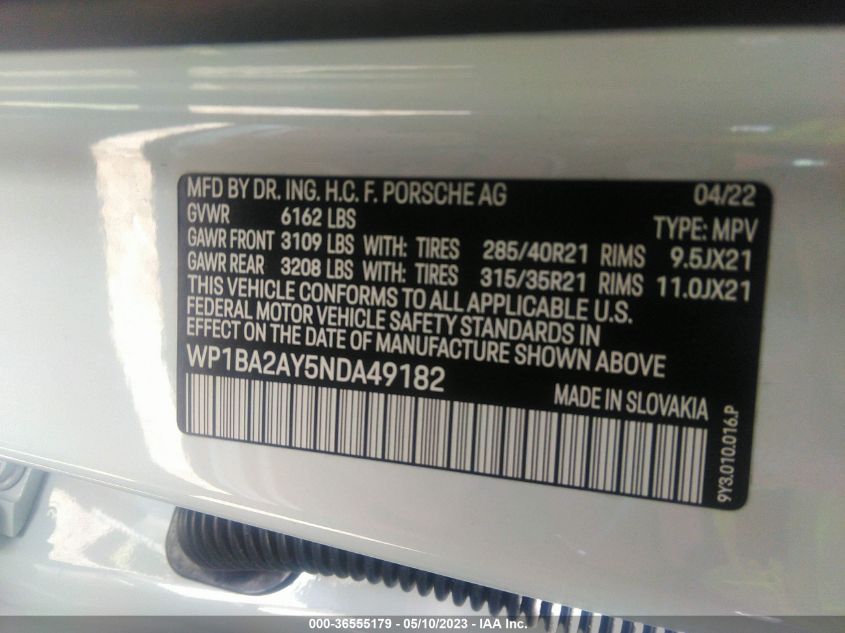 MFD BY DR. ING. H.C. F. PORSCHE AG 04/22
GVWR 6162 LBS TYPE: MPV
GAWR FRONT 3109 LBS WITH: TIRES 285/40R21 RIMS 9.5JX21
GAWR REAR 3208 LBS WITH: TIRES 315/35R21 RIMS 11.0JX21
THIS VEHICLE CONFORMS TO ALL APPLICABLE U.S.
FEDERAL MOTOR VEHICLE SAFETY STANDARDS IN
EFFECT ON THE DATE OF MANUFACTURE SHOWN ABOVE
WP1BA2AY5NDA49182
MADE IN SLOVAKIA
9Y3.010.016.P
000-36555179 - 05/10/2023 - IAA Inc.